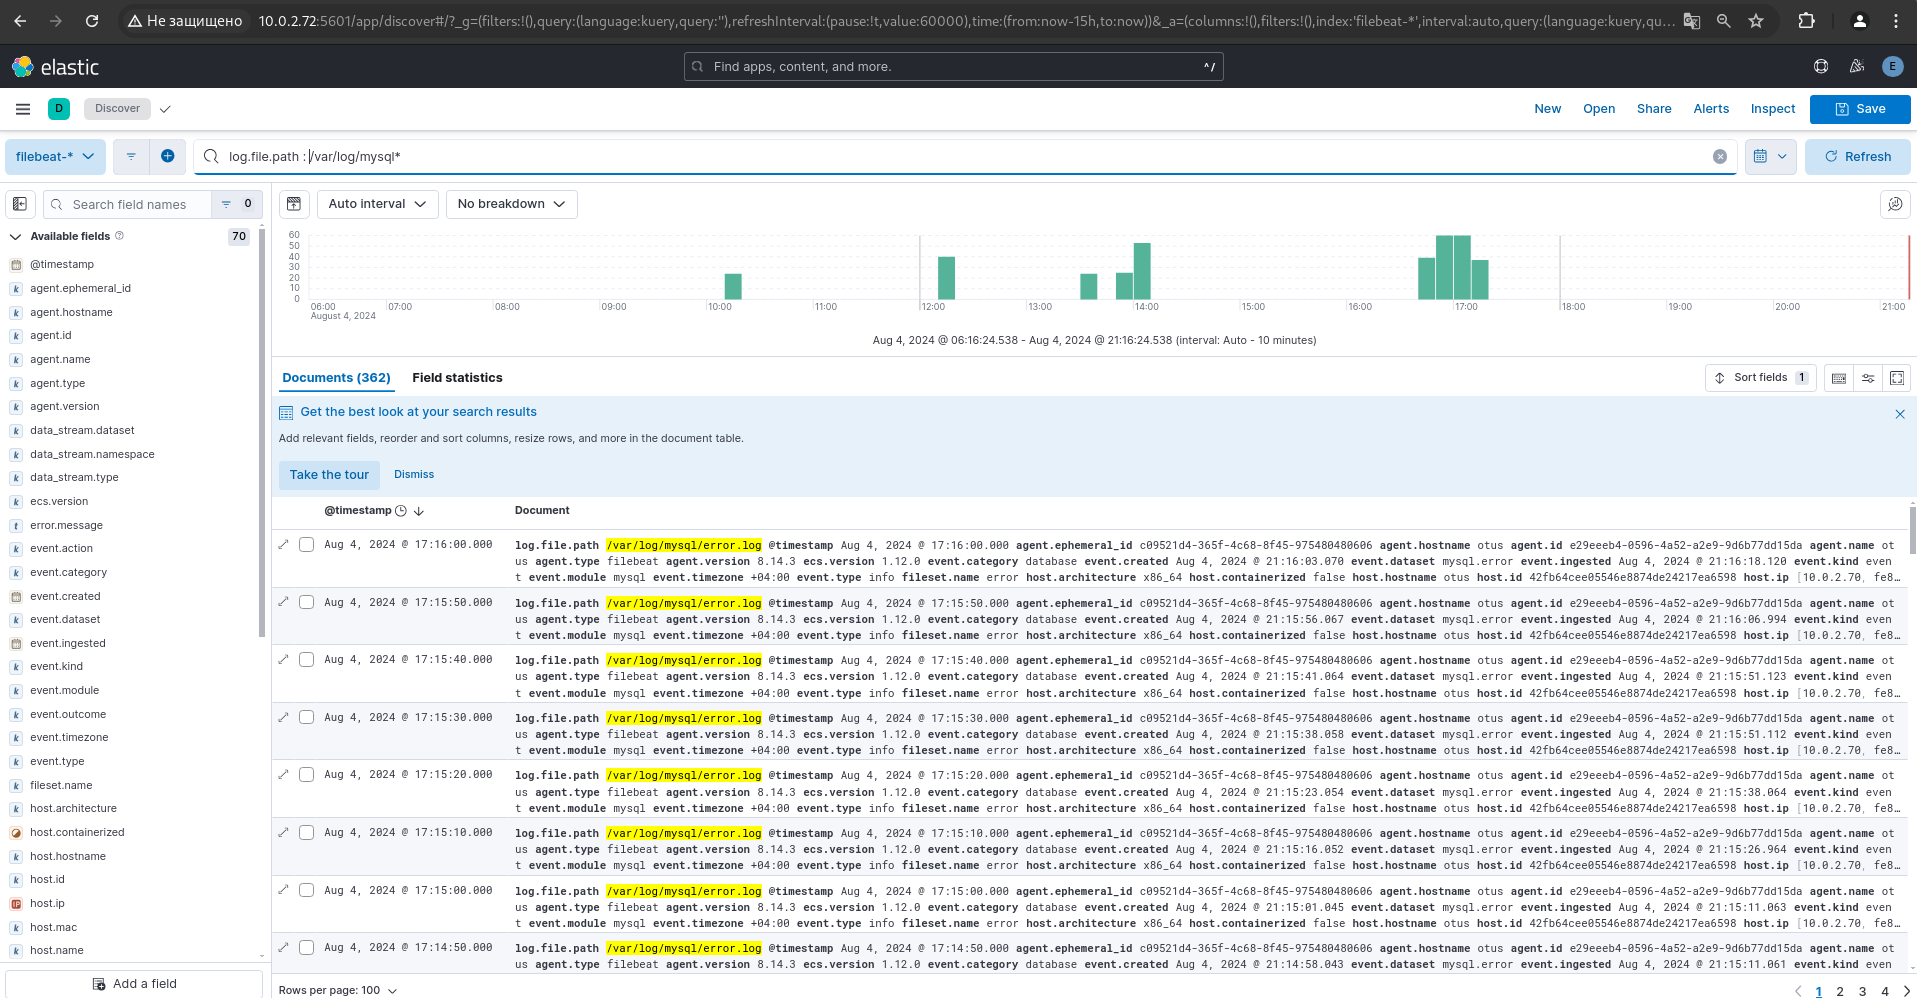 Не защищено 10.0.2.72:5601/app/discover#/?_g=(filters:!(),query:(language:kuery,query:''),refreshInterval:(pause:!t,value:60000),time:(from:now-15h,to:now))&_a=(columns:!(),filters:!(),index:'filebeat-*',interval:auto,query:(language:kuery,qu...
elastic Find apps, content, and more. ^/ E
D Discover New Open Share Alerts Inspect Save
filebeat-* log.file.path : /var/log/mysql* Refresh
Search field names 0 Auto interval No breakdown
Available fields 70
@timestamp
agent.ephemeral_id
agent.hostname
agent.id
agent.name
agent.type
agent.version
data_stream.dataset
data_stream.namespace
data_stream.type
ecs.version
error.message
event.action
event.category
event.created
event.dataset
event.ingested
event.kind
event.module
event.outcome
event.timezone
event.type
fileset.name
host.architecture
host.containerized
host.hostname
host.id
host.ip
host.mac
host.name
Add a field
60
50
40
30
20
10
0
06:00 07:00 08:00 09:00 10:00 11:00 12:00 13:00 14:00 15:00 16:00 17:00 18:00 19:00 20:00 21:00
August 4, 2024
Aug 4, 2024 @ 06:16:24.538 - Aug 4, 2024 @ 21:16:24.538 (interval: Auto - 10 minutes)
Documents (362) Field statistics Sort fields 1
Get the best look at your search results
Add relevant fields, reorder and sort columns, resize rows, and more in the document table.
Take the tour Dismiss
@timestamp Document
Aug 4, 2024 @ 17:16:00.000 log.file.path /var/log/mysql/error.log @timestamp Aug 4, 2024 @ 17:16:00.000 agent.ephemeral_id c09521d4-365f-4c68-8f45-975480480606 agent.hostname otus agent.id e29eeeb4-0596-4a52-a2e9-9d6b77dd15da agent.name ot
us agent.type filebeat agent.version 8.14.3 ecs.version 1.12.0 event.category database event.created Aug 4, 2024 @ 21:16:03.070 event.dataset mysql.error event.ingested Aug 4, 2024 @ 21:16:18.120 event.kind even
t event.module mysql event.timezone +04:00 event.type info fileset.name error host.architecture x86_64 host.containerized false host.hostname otus host.id 42fb64cee05546e8874de24217ea6598 host.ip [10.0.2.70, fe8…
Aug 4, 2024 @ 17:15:50.000 log.file.path /var/log/mysql/error.log @timestamp Aug 4, 2024 @ 17:15:50.000 agent.ephemeral_id c09521d4-365f-4c68-8f45-975480480606 agent.hostname otus agent.id e29eeeb4-0596-4a52-a2e9-9d6b77dd15da agent.name ot
us agent.type filebeat agent.version 8.14.3 ecs.version 1.12.0 event.category database event.created Aug 4, 2024 @ 21:15:56.067 event.dataset mysql.error event.ingested Aug 4, 2024 @ 21:16:06.994 event.kind even
t event.module mysql event.timezone +04:00 event.type info fileset.name error host.architecture x86_64 host.containerized false host.hostname otus host.id 42fb64cee05546e8874de24217ea6598 host.ip [10.0.2.70, fe8…
Aug 4, 2024 @ 17:15:40.000 log.file.path /var/log/mysql/error.log @timestamp Aug 4, 2024 @ 17:15:40.000 agent.ephemeral_id c09521d4-365f-4c68-8f45-975480480606 agent.hostname otus agent.id e29eeeb4-0596-4a52-a2e9-9d6b77dd15da agent.name ot
us agent.type filebeat agent.version 8.14.3 ecs.version 1.12.0 event.category database event.created Aug 4, 2024 @ 21:15:41.064 event.dataset mysql.error event.ingested Aug 4, 2024 @ 21:15:51.123 event.kind even
t event.module mysql event.timezone +04:00 event.type info fileset.name error host.architecture x86_64 host.containerized false host.hostname otus host.id 42fb64cee05546e8874de24217ea6598 host.ip [10.0.2.70, fe8…
Aug 4, 2024 @ 17:15:30.000 log.file.path /var/log/mysql/error.log @timestamp Aug 4, 2024 @ 17:15:30.000 agent.ephemeral_id c09521d4-365f-4c68-8f45-975480480606 agent.hostname otus agent.id e29eeeb4-0596-4a52-a2e9-9d6b77dd15da agent.name ot
us agent.type filebeat agent.version 8.14.3 ecs.version 1.12.0 event.category database event.created Aug 4, 2024 @ 21:15:38.058 event.dataset mysql.error event.ingested Aug 4, 2024 @ 21:15:51.112 event.kind even
t event.module mysql event.timezone +04:00 event.type info fileset.name error host.architecture x86_64 host.containerized false host.hostname otus host.id 42fb64cee05546e8874de24217ea6598 host.ip [10.0.2.70, fe8…
Aug 4, 2024 @ 17:15:20.000 log.file.path /var/log/mysql/error.log @timestamp Aug 4, 2024 @ 17:15:20.000 agent.ephemeral_id c09521d4-365f-4c68-8f45-975480480606 agent.hostname otus agent.id e29eeeb4-0596-4a52-a2e9-9d6b77dd15da agent.name ot
us agent.type filebeat agent.version 8.14.3 ecs.version 1.12.0 event.category database event.created Aug 4, 2024 @ 21:15:23.054 event.dataset mysql.error event.ingested Aug 4, 2024 @ 21:15:38.064 event.kind even
t event.module mysql event.timezone +04:00 event.type info fileset.name error host.architecture x86_64 host.containerized false host.hostname otus host.id 42fb64cee05546e8874de24217ea6598 host.ip [10.0.2.70, fe8…
Aug 4, 2024 @ 17:15:10.000 log.file.path /var/log/mysql/error.log @timestamp Aug 4, 2024 @ 17:15:10.000 agent.ephemeral_id c09521d4-365f-4c68-8f45-975480480606 agent.hostname otus agent.id e29eeeb4-0596-4a52-a2e9-9d6b77dd15da agent.name ot
us agent.type filebeat agent.version 8.14.3 ecs.version 1.12.0 event.category database event.created Aug 4, 2024 @ 21:15:16.052 event.dataset mysql.error event.ingested Aug 4, 2024 @ 21:15:26.964 event.kind even
t event.module mysql event.timezone +04:00 event.type info fileset.name error host.architecture x86_64 host.containerized false host.hostname otus host.id 42fb64cee05546e8874de24217ea6598 host.ip [10.0.2.70, fe8…
Aug 4, 2024 @ 17:15:00.000 log.file.path /var/log/mysql/error.log @timestamp Aug 4, 2024 @ 17:15:00.000 agent.ephemeral_id c09521d4-365f-4c68-8f45-975480480606 agent.hostname otus agent.id e29eeeb4-0596-4a52-a2e9-9d6b77dd15da agent.name ot
us agent.type filebeat agent.version 8.14.3 ecs.version 1.12.0 event.category database event.created Aug 4, 2024 @ 21:15:01.045 event.dataset mysql.error event.ingested Aug 4, 2024 @ 21:15:11.063 event.kind even
t event.module mysql event.timezone +04:00 event.type info fileset.name error host.architecture x86_64 host.containerized false host.hostname otus host.id 42fb64cee05546e8874de24217ea6598 host.ip [10.0.2.70, fe8…
Aug 4, 2024 @ 17:14:50.000 log.file.path /var/log/mysql/error.log @timestamp Aug 4, 2024 @ 17:14:50.000 agent.ephemeral_id c09521d4-365f-4c68-8f45-975480480606 agent.hostname otus agent.id e29eeeb4-0596-4a52-a2e9-9d6b77dd15da agent.name ot
us agent.type filebeat agent.version 8.14.3 ecs.version 1.12.0 event.category database event.created Aug 4, 2024 @ 21:14:58.043 event.dataset mysql.error event.ingested Aug 4, 2024 @ 21:15:11.061 event.kind even
Rows per page: 100 1 2 3 4